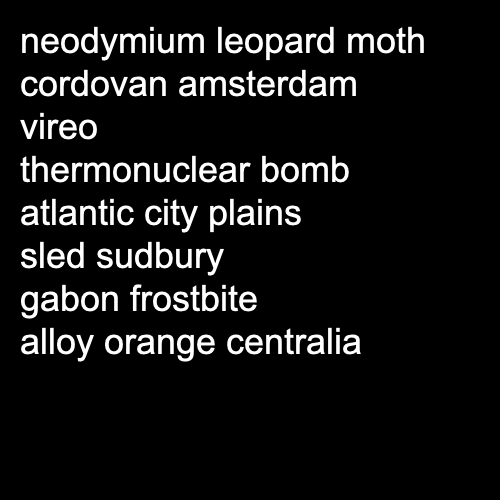 neodymium leopard moth
cordovan amsterdam
vireo
thermonuclear bomb
atlantic city plains
sled sudbury
gabon frostbite
alloy orange centralia